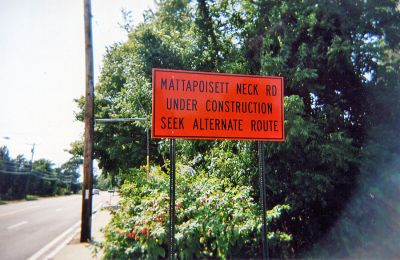 MATTAPOISETT NECK RD
UNDER CONSTRUCTION
SEEK ALTERNATE ROUTE